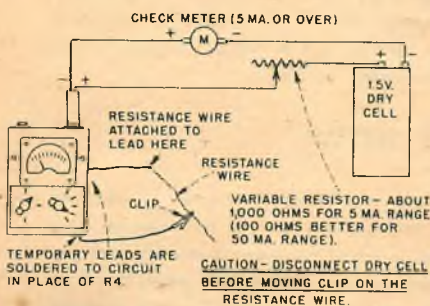 CHECK METER (5 MA. OR OVER)
+ M -
- +
+ -
1.5V.
DRY
CELL
RESISTANCE WIRE
ATTACHED TO
LEAD HERE
RESISTANCE
WIRE
CLIP
VARIABLE RESISTOR - ABOUT
1,000 OHMS FOR 5 MA. RANGE
(100 OHMS BETTER FOR
50 MA. RANGE).
TEMPORARY LEADS ARE
SOLDERED TO CIRCUIT
IN PLACE OF R4.
CAUTION - DISCONNECT DRY CELL
BEFORE MOVING CLIP ON THE
RESISTANCE WIRE.